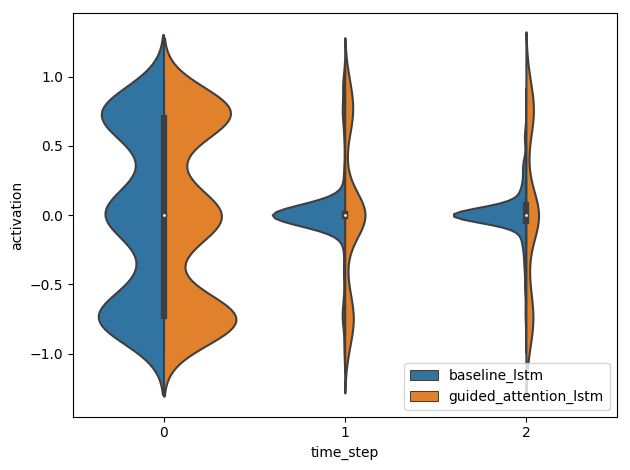 1.0
0.5
0.0
−0.5
−1.0
activation
0
1
2
time_step
baseline_lstm
guided_attention_lstm